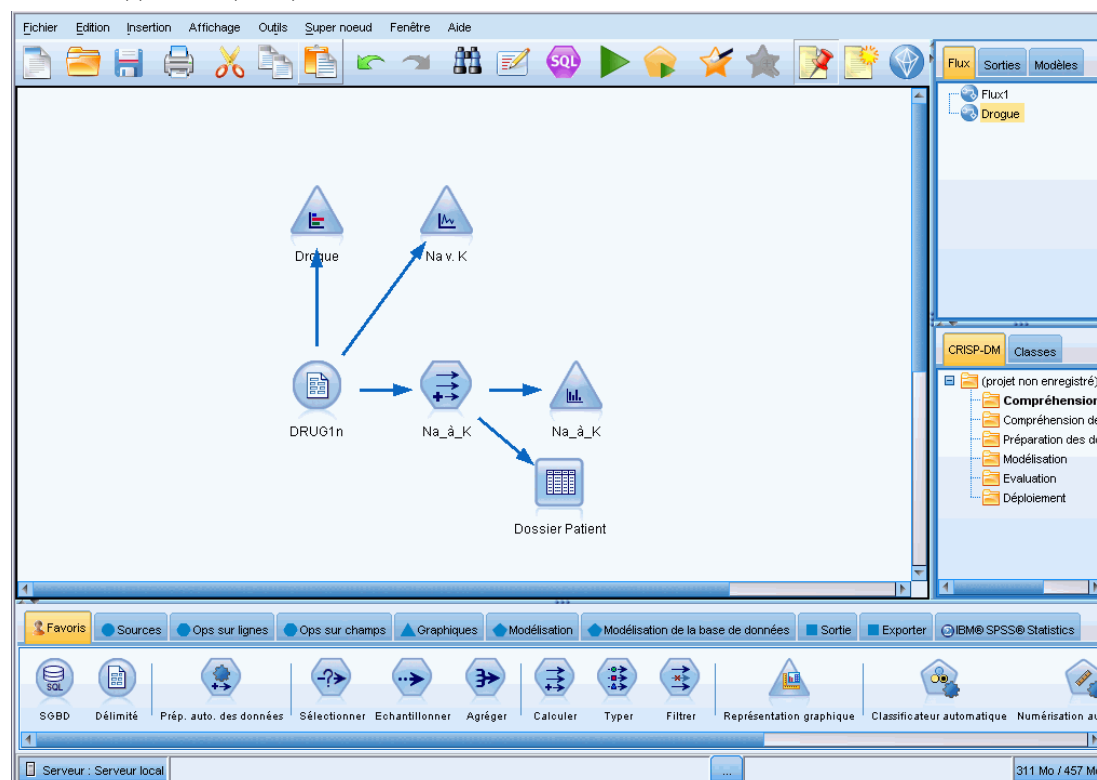 Fichier Edition Insertion Affichage Outils Super noeud Fenêtre Aide
SQL
Flux Sorties Modèles
Flux1
Drogue
Drogue
Na v. K
DRUG1n
Na_à_K
Na_à_K
Dossier Patient
CRISP-DM Classes
(projet non enregistré)
Compréhension
Compréhension de
Préparation des d
Modélisation
Evaluation
Déploiement
Favoris Sources Ops sur lignes Ops sur champs Graphiques Modélisation Modélisation de la base de données Sortie Exporter IBM® SPSS® Statistics
SQL
SGBD Délimité Prép. auto. des données Sélectionner Echantillonner Agréger Calculer Typer Filtrer Représentation graphique Classificateur automatique Numérisation au
Serveur : Serveur local ... 311 Mo / 457 Mo